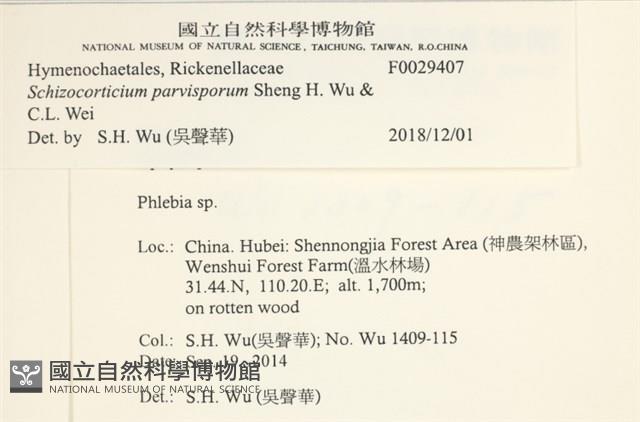 國立自然科學博物館
NATIONAL MUSEUM OF NATURAL SCIENCE, TAICHUNG, TAIWAN, R.O.CHINA
Hymenochaetales, Rickenellaceae F0029407
Schizocorticium parvisporum Sheng H. Wu &
C.L. Wei
Det. by S.H. Wu (吳聲華) 2018/12/01
Phlebia sp.
Loc.: China. Hubei: Shennongjia Forest Area (神農架林區),
Wenshui Forest Farm(溫水林場)
31.44.N, 110.20.E; alt. 1,700m;
on rotten wood
Col.: S.H. Wu(吳聲華); No. Wu 1409-115
Date: Sep. 19, 2014
國立自然科學博物館
NATIONAL MUSEUM OF NATURAL SCIENCE
Det.: S.H. Wu (吳聲華)